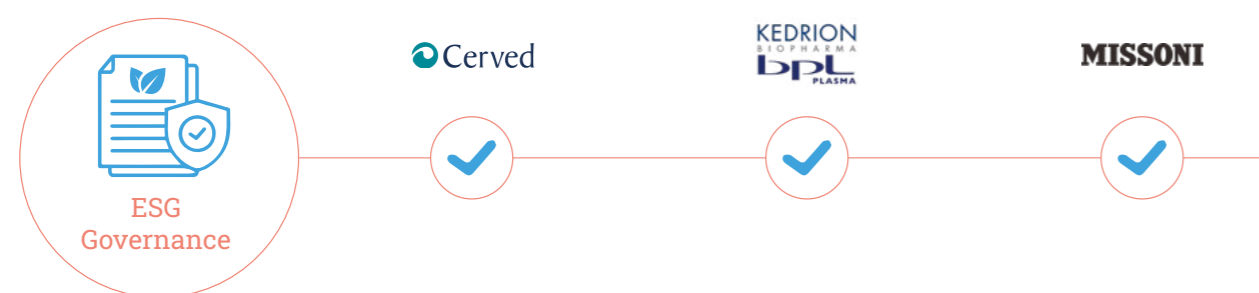 Cerved
KEDRION
BIOPHARMA
bpl
PLASMA
MISSONI
ESG
Governance